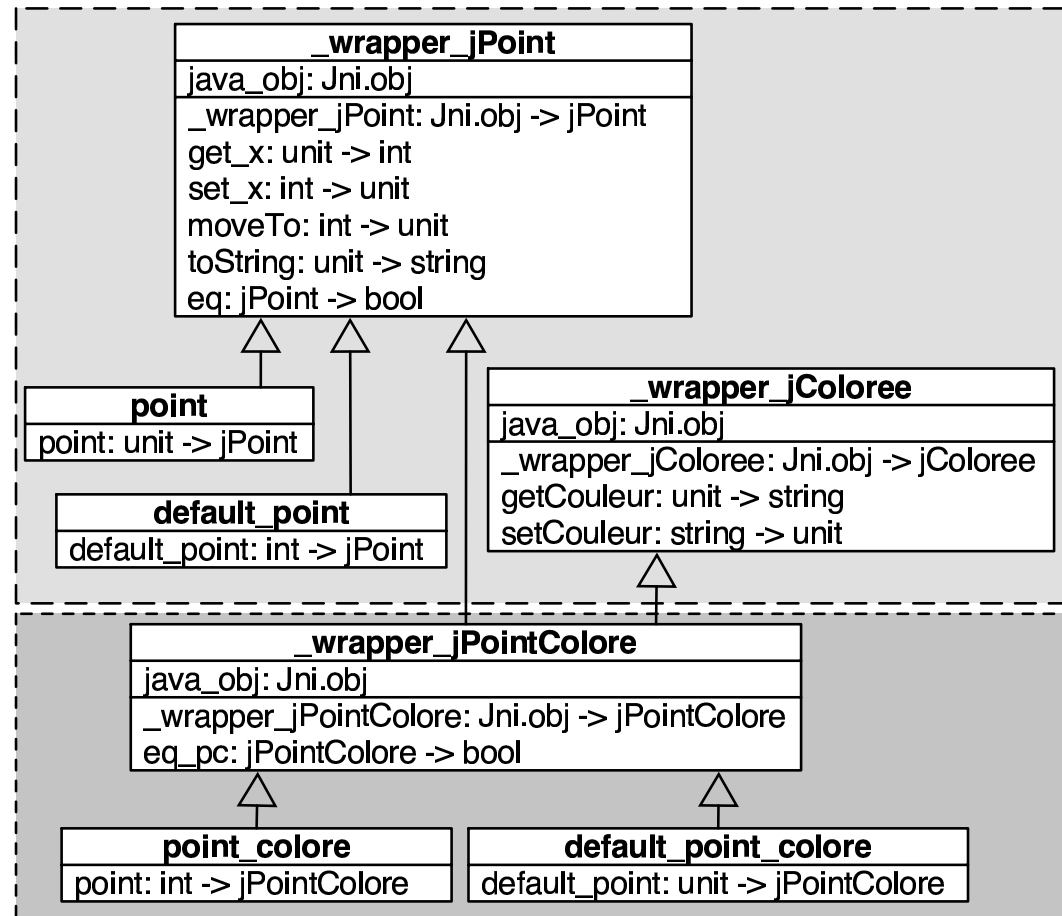 _wrapper_jPoint
java_obj: Jni.obj
_wrapper_jPoint: Jni.obj -> jPoint
get_x: unit -> int
set_x: int -> unit
moveTo: int -> unit
toString: unit -> string
eq: jPoint -> bool
point
point: unit -> jPoint
default_point
default_point: int -> jPoint
_wrapper_jColoree
java_obj: Jni.obj
_wrapper_jColoree: Jni.obj -> jColoree
getCouleur: unit -> string
setCouleur: string -> unit
_wrapper_jPointColore
java_obj: Jni.obj
_wrapper_jPointColore: Jni.obj -> jPointColore
eq_pc: jPointColore -> bool
point_colore
point: int -> jPointColore
default_point_colore
default_point: unit -> jPointColore